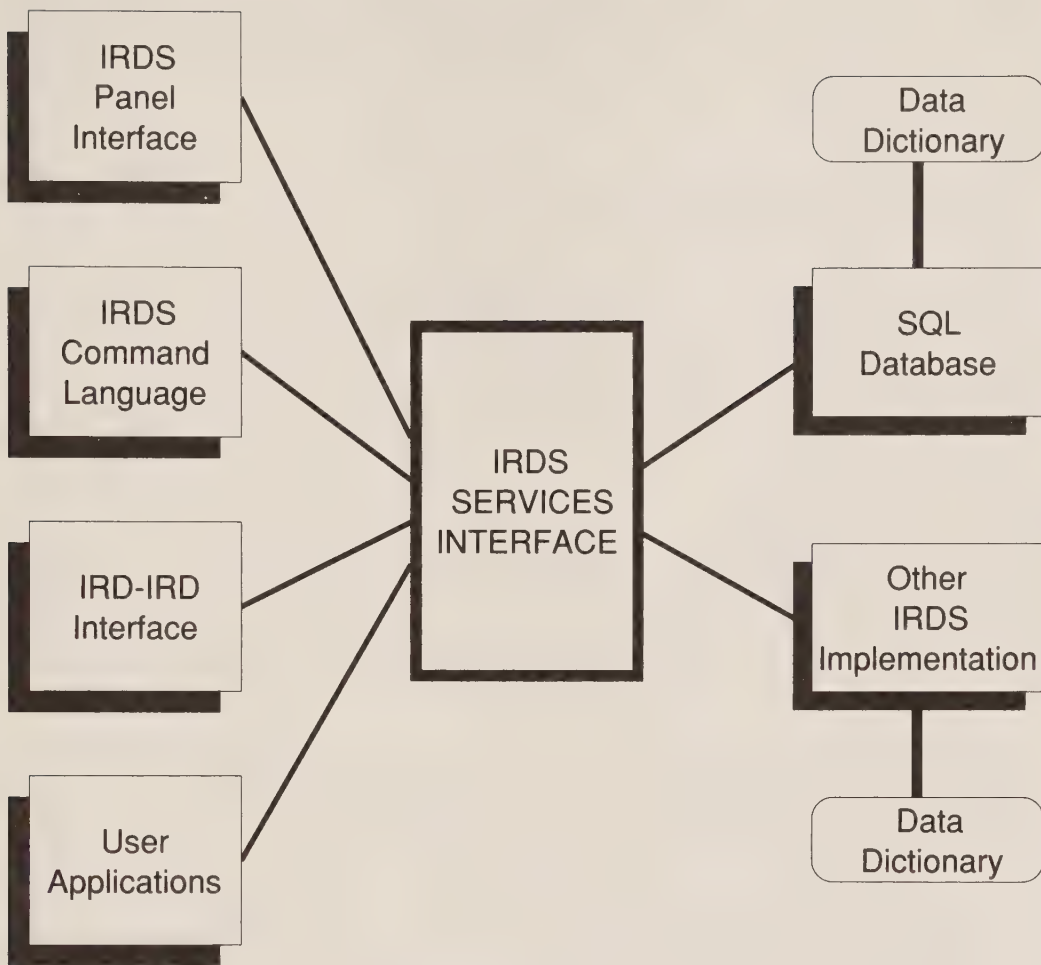 IRDS
Panel
Interface
IRDS
Command
Language
IRD-IRD
Interface
User
Applications
IRDS
SERVICES
INTERFACE
Data
Dictionary
SQL
Database
Other
IRDS
Implementation
Data
Dictionary